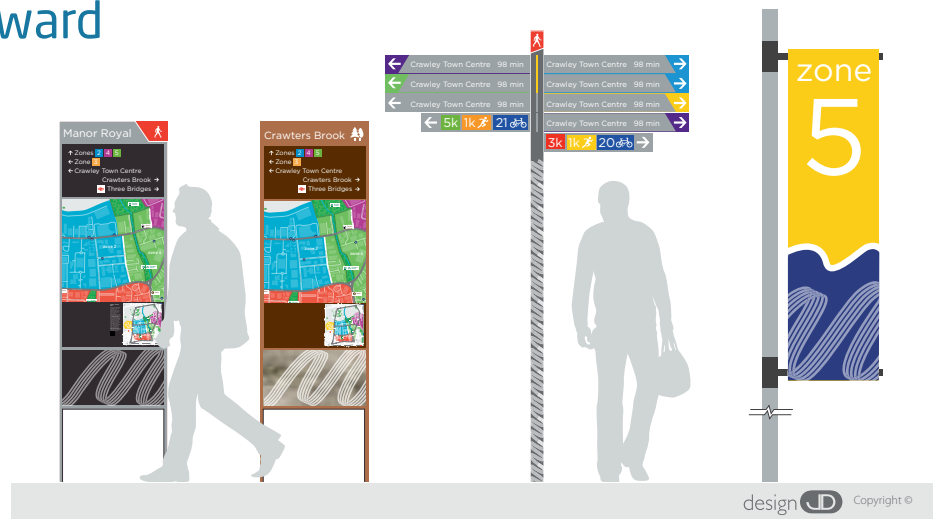 ward
Manor Royal
↑ Zones 2 4 5
← Zone 3
← Crawley Town Centre
Crawters Brook →
Three Bridges →
Crawters Brook
↑ Zones 2 4 5
← Zone 3
← Crawley Town Centre
Crawters Brook →
Three Bridges →
← Crawley Town Centre 98 min
← Crawley Town Centre 98 min
← Crawley Town Centre 98 min
← 5k 1k 21
Crawley Town Centre 98 min →
Crawley Town Centre 98 min →
Crawley Town Centre 98 min →
Crawley Town Centre 98 min →
3k 1k 20 →
zone
5
design JD
Copyright ©